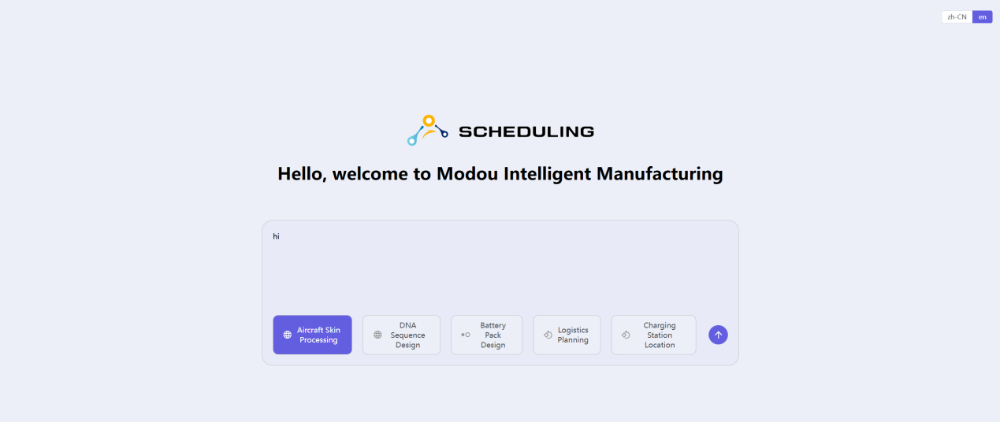 zh-CN en
SCHEDULING
Hello, welcome to Modou Intelligent Manufacturing
hi
Aircraft Skin
Processing
DNA
Sequence
Design
Battery
Pack
Design
Logistics
Planning
Charging
Station
Location